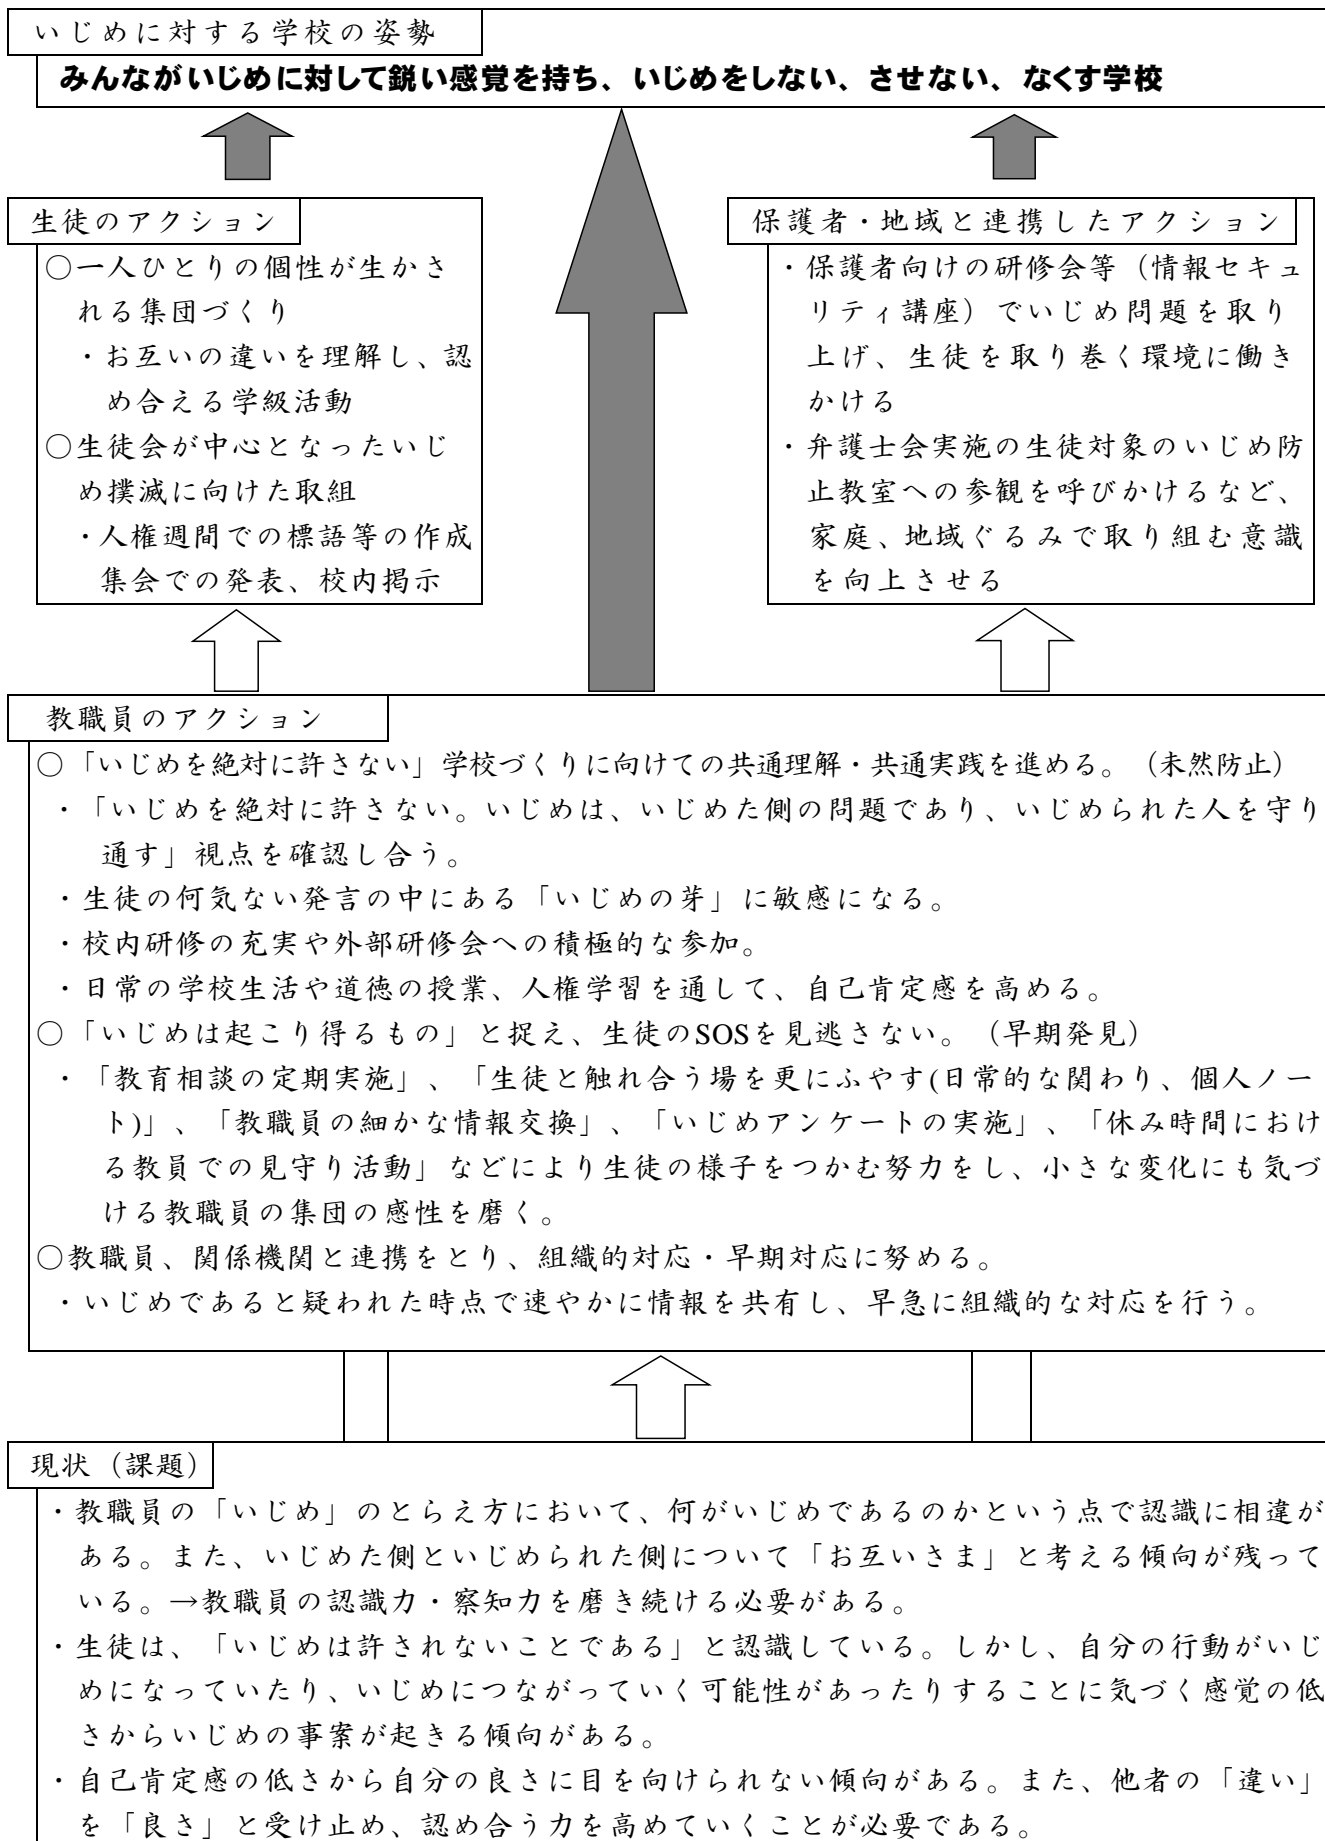 いじめに対する学校の姿勢
みんながいじめに対して鋭い感覚を持ち、いじめをしない、させない、なくす学校
生徒のアクション
〇一人ひとりの個性が生かさ
れる集団づくり
・お互いの違いを理解し、認
め合える学級活動
〇生徒会が中心となったいじ
め撲滅に向けた取組
・人権週間での標語等の作成
集会での発表、校内掲示
保護者・地域と連携したアクション
・保護者向けの研修会等（情報セキュ
リティ講座）でいじめ問題を取り
上げ、生徒を取り巻く環境に働き
かける
・弁護士会実施の生徒対象のいじめ防
止教室への参観を呼びかけるなど、
家庭、地域ぐるみで取り組む意識
を向上させる
教職員のアクション
〇「いじめを絶対に許さない」学校づくりに向けての共通理解・共通実践を進める。（未然防止）
・「いじめを絶対に許さない。いじめは、いじめた側の問題であり、いじめられた人を守り
通す」視点を確認し合う。
・生徒の何気ない発言の中にある「いじめの芽」に敏感になる。
・校内研修の充実や外部研修会への積極的な参加。
・日常の学校生活や道徳の授業、人権学習を通して、自己肯定感を高める。
〇「いじめは起こり得るもの」と捉え、生徒のSOSを見逃さない。（早期発見）
・「教育相談の定期実施」、「生徒と触れ合う場を更にふやす(日常的な関わり、個人ノー
ト)」、「教職員の細かな情報交換」、「いじめアンケートの実施」、「休み時間におけ
る教員での見守り活動」などにより生徒の様子をつかむ努力をし、小さな変化にも気づ
ける教職員の集団の感性を磨く。
〇教職員、関係機関と連携をとり、組織的対応・早期対応に努める。
・いじめであると疑われた時点で速やかに情報を共有し、早急に組織的な対応を行う。
現状（課題）
・教職員の「いじめ」のとらえ方において、何がいじめであるのかという点で認識に相違が
ある。また、いじめた側といじめられた側について「お互いさま」と考える傾向が残って
いる。→教職員の認識力・察知力を磨き続ける必要がある。
・生徒は、「いじめは許されないことである」と認識している。しかし、自分の行動がいじ
めになっていたり、いじめにつながっていく可能性があったりすることに気づく感覚の低
さからいじめの事案が起きる傾向がある。
・自己肯定感の低さから自分の良さに目を向けられない傾向がある。また、他者の「違い」
を「良さ」と受け止め、認め合う力を高めていくことが必要である。